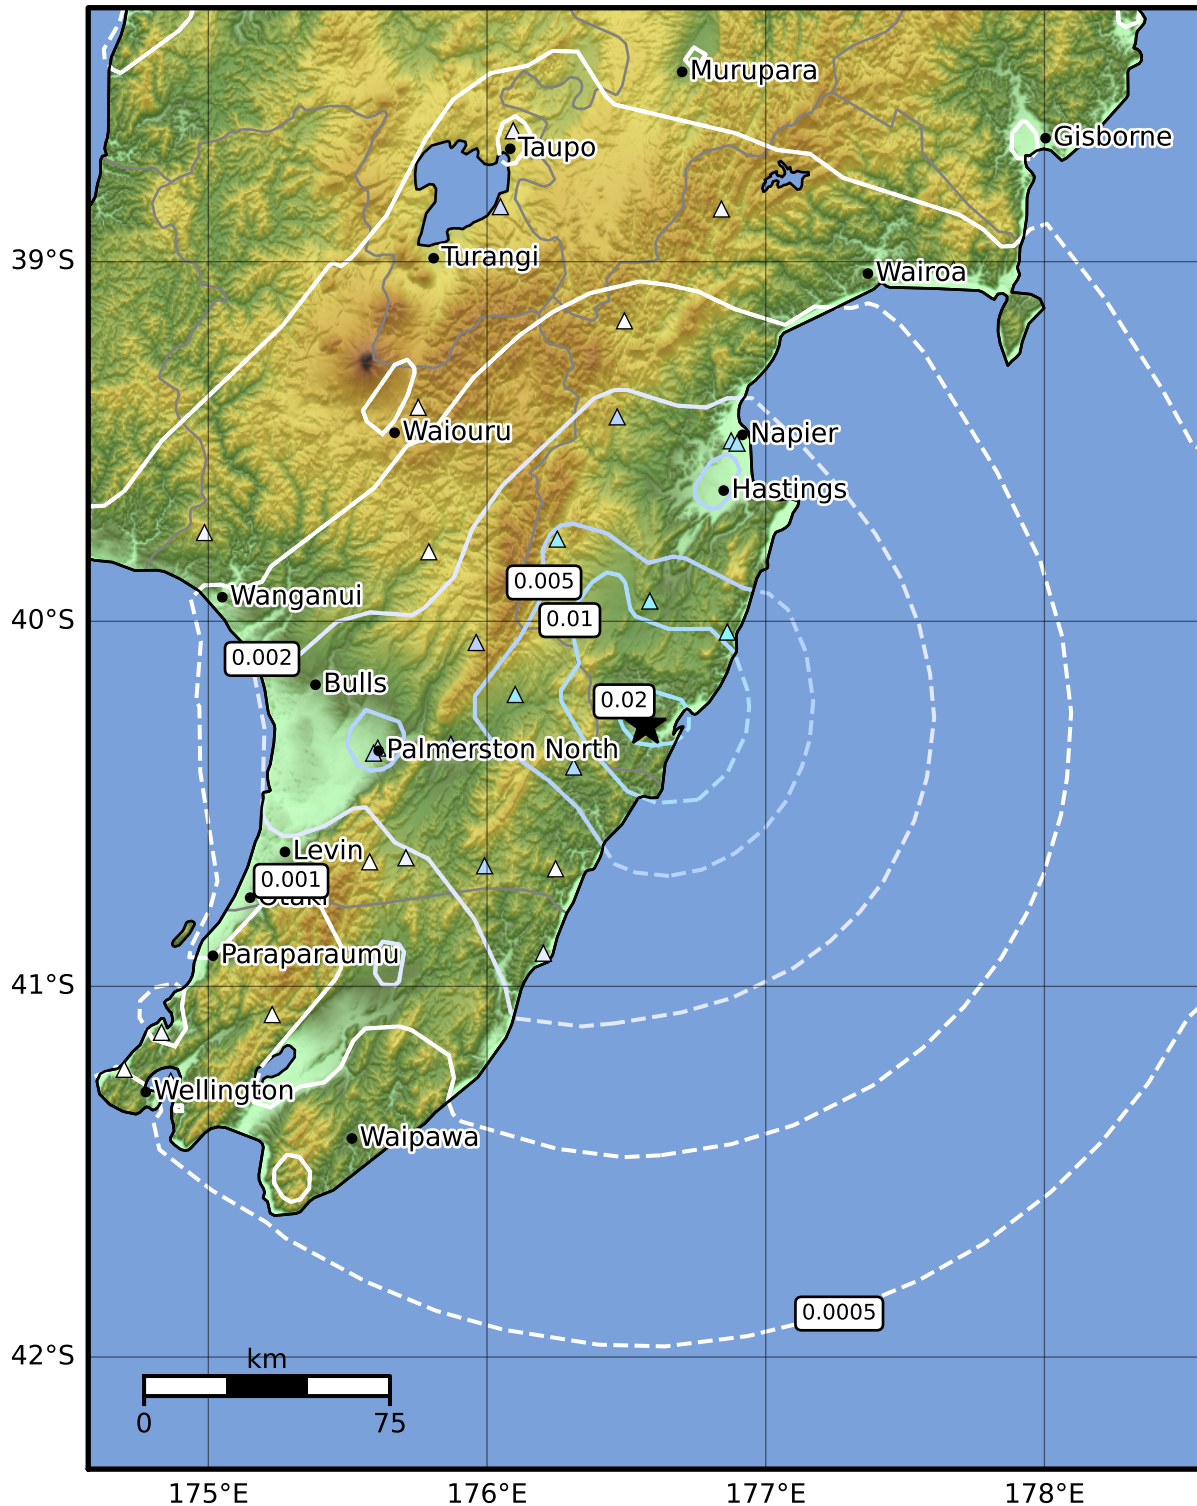 Murupara
Gisborne
Taupo
39°S
Turangi
Wairoa
Waiouru
Napier
Hastings
0.005
Wanganui
40°S
0.01
0.002
Bulls
0.02
Palmerston North
Levin
0.001
Otaki
Paraparaumu
41°S
Wellington
Waipawa
0.0005
42°S
km
0
75
175°E
176°E
177°E
178°E